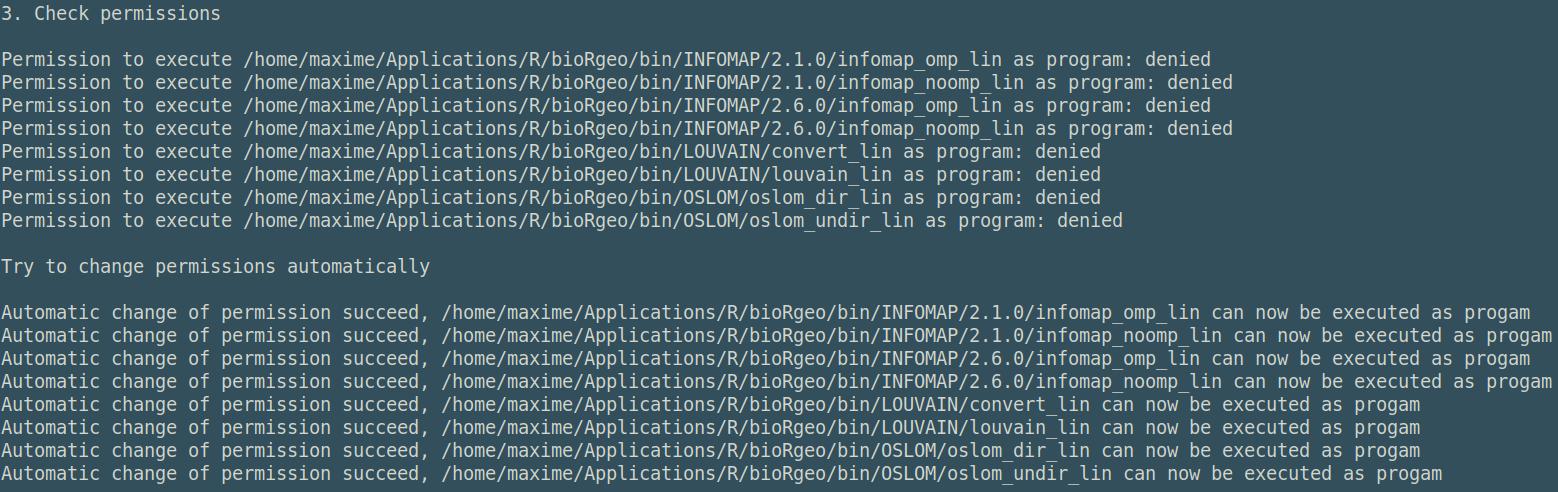 3. Check permissions
Permission to execute /home/maxime/Applications/R/bioRgeo/bin/INFOMAP/2.1.0/infomap_omp_lin as program: denied
Permission to execute /home/maxime/Applications/R/bioRgeo/bin/INFOMAP/2.1.0/infomap_noomp_lin as program: denied
Permission to execute /home/maxime/Applications/R/bioRgeo/bin/INFOMAP/2.6.0/infomap_omp_lin as program: denied
Permission to execute /home/maxime/Applications/R/bioRgeo/bin/INFOMAP/2.6.0/infomap_noomp_lin as program: denied
Permission to execute /home/maxime/Applications/R/bioRgeo/bin/LOUVAIN/convert_lin as program: denied
Permission to execute /home/maxime/Applications/R/bioRgeo/bin/LOUVAIN/louvain_lin as program: denied
Permission to execute /home/maxime/Applications/R/bioRgeo/bin/OSLOM/oslom_dir_lin as program: denied
Permission to execute /home/maxime/Applications/R/bioRgeo/bin/OSLOM/oslom_undir_lin as program: denied
Try to change permissions automatically
Automatic change of permission succeed, /home/maxime/Applications/R/bioRgeo/bin/INFOMAP/2.1.0/infomap_omp_lin can now be executed as progam
Automatic change of permission succeed, /home/maxime/Applications/R/bioRgeo/bin/INFOMAP/2.1.0/infomap_noomp_lin can now be executed as progam
Automatic change of permission succeed, /home/maxime/Applications/R/bioRgeo/bin/INFOMAP/2.6.0/infomap_omp_lin can now be executed as progam
Automatic change of permission succeed, /home/maxime/Applications/R/bioRgeo/bin/INFOMAP/2.6.0/infomap_noomp_lin can now be executed as progam
Automatic change of permission succeed, /home/maxime/Applications/R/bioRgeo/bin/LOUVAIN/convert_lin can now be executed as progam
Automatic change of permission succeed, /home/maxime/Applications/R/bioRgeo/bin/LOUVAIN/louvain_lin can now be executed as progam
Automatic change of permission succeed, /home/maxime/Applications/R/bioRgeo/bin/OSLOM/oslom_dir_lin can now be executed as progam
Automatic change of permission succeed, /home/maxime/Applications/R/bioRgeo/bin/OSLOM/oslom_undir_lin can now be executed as progam